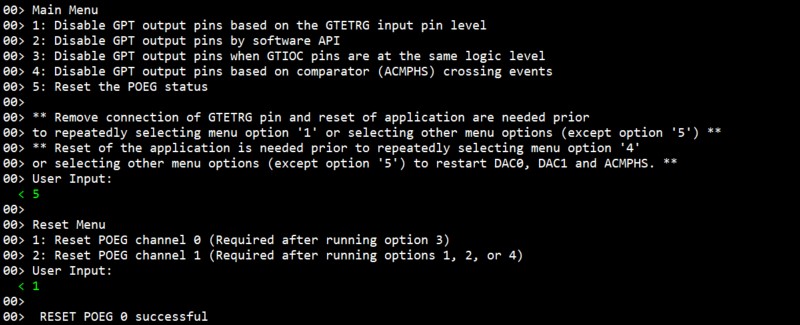 00> Main Menu
00> 1: Disable GPT output pins based on the GTETRG input pin level
00> 2: Disable GPT output pins by software API
00> 3: Disable GPT output pins when GTIOC pins are at the same logic level
00> 4: Disable GPT output pins based on comparator (ACMPHS) crossing events
00> 5: Reset the POEG status
00>
00> ** Remove connection of GTETRG pin and reset of application are needed prior
00> to repeatedly selecting menu option '1' or selecting other menu options (except option '5') **
00> ** Reset of the application is needed prior to repeatedly selecting menu option '4'
00> or selecting other menu options (except option '5') to restart DAC0, DAC1 and ACMPHS. **
00> User Input:
< 5
00>
00> Reset Menu
00> 1: Reset POEG channel 0 (Required after running option 3)
00> 2: Reset POEG channel 1 (Required after running options 1, 2, or 4)
00> User Input:
< 1
00>
00>  RESET POEG 0 successful